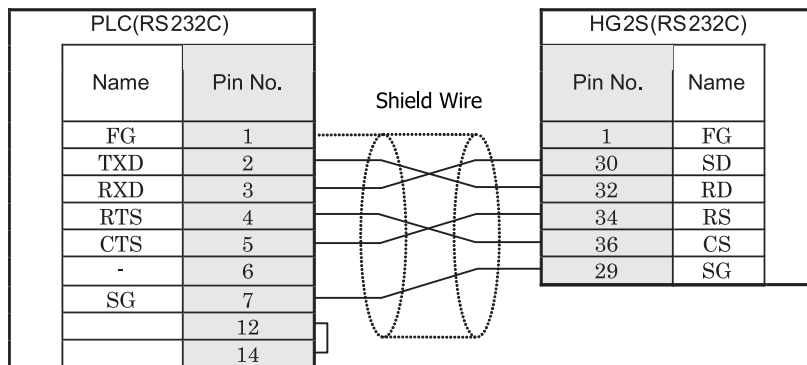 PLC(RS232C)
HG2S(RS232C)
Name Pin No.
Pin No. Name
Shield Wire
FG 1
1 FG
TXD 2
30 SD
RXD 3
32 RD
RTS 4
34 RS
CTS 5
36 CS
- 6
29 SG
SG 7
12
14